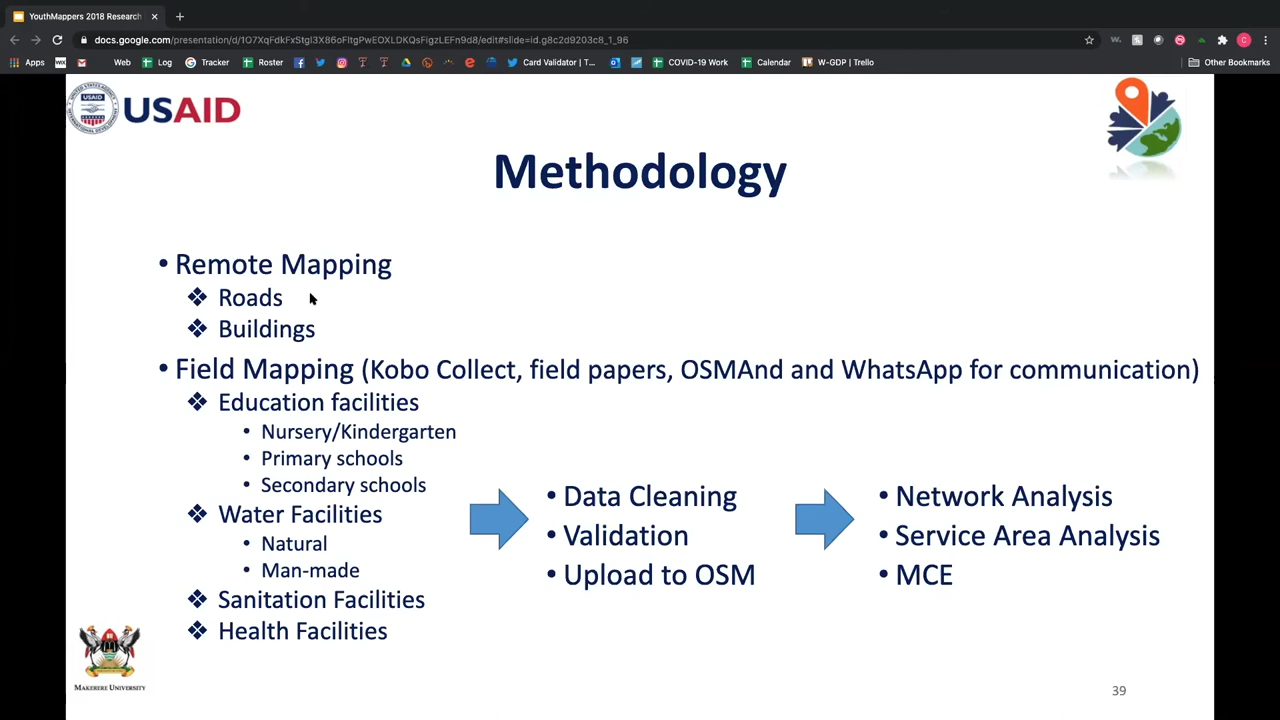 YouthMappers 2018 Research
docs.google.com/presentation/d/1O7XqFdkFxStgl3X86oFltgPwEOXLDKQsFigzLEFn9d8/edit#slide=id.g8c2d9203c8_1_96
Apps Web Log Tracker Roster Card Validator | T... COVID-19 Work Calendar W-GDP | Trello Other Bookmarks
USAID
Methodology
• Remote Mapping
❖ Roads
❖ Buildings
• Field Mapping (Kobo Collect, field papers, OSMAnd and WhatsApp for communication)
❖ Education facilities
• Nursery/Kindergarten
• Primary schools
• Secondary schools
❖ Water Facilities
• Natural
• Man-made
❖ Sanitation Facilities
❖ Health Facilities
• Data Cleaning
• Validation
• Upload to OSM
• Network Analysis
• Service Area Analysis
• MCE
MAKERERE UNIVERSITY
39